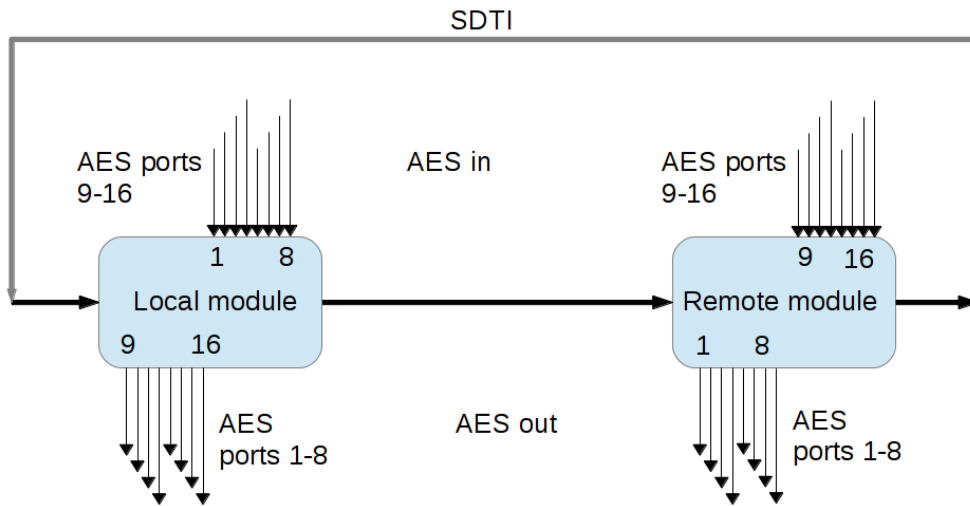 SDTI
AES ports
9-16
AES in
AES ports
9-16
1 8
Local module
9 16
9 16
Remote module
1 8
AES
ports 1-8
AES out
AES
ports 1-8